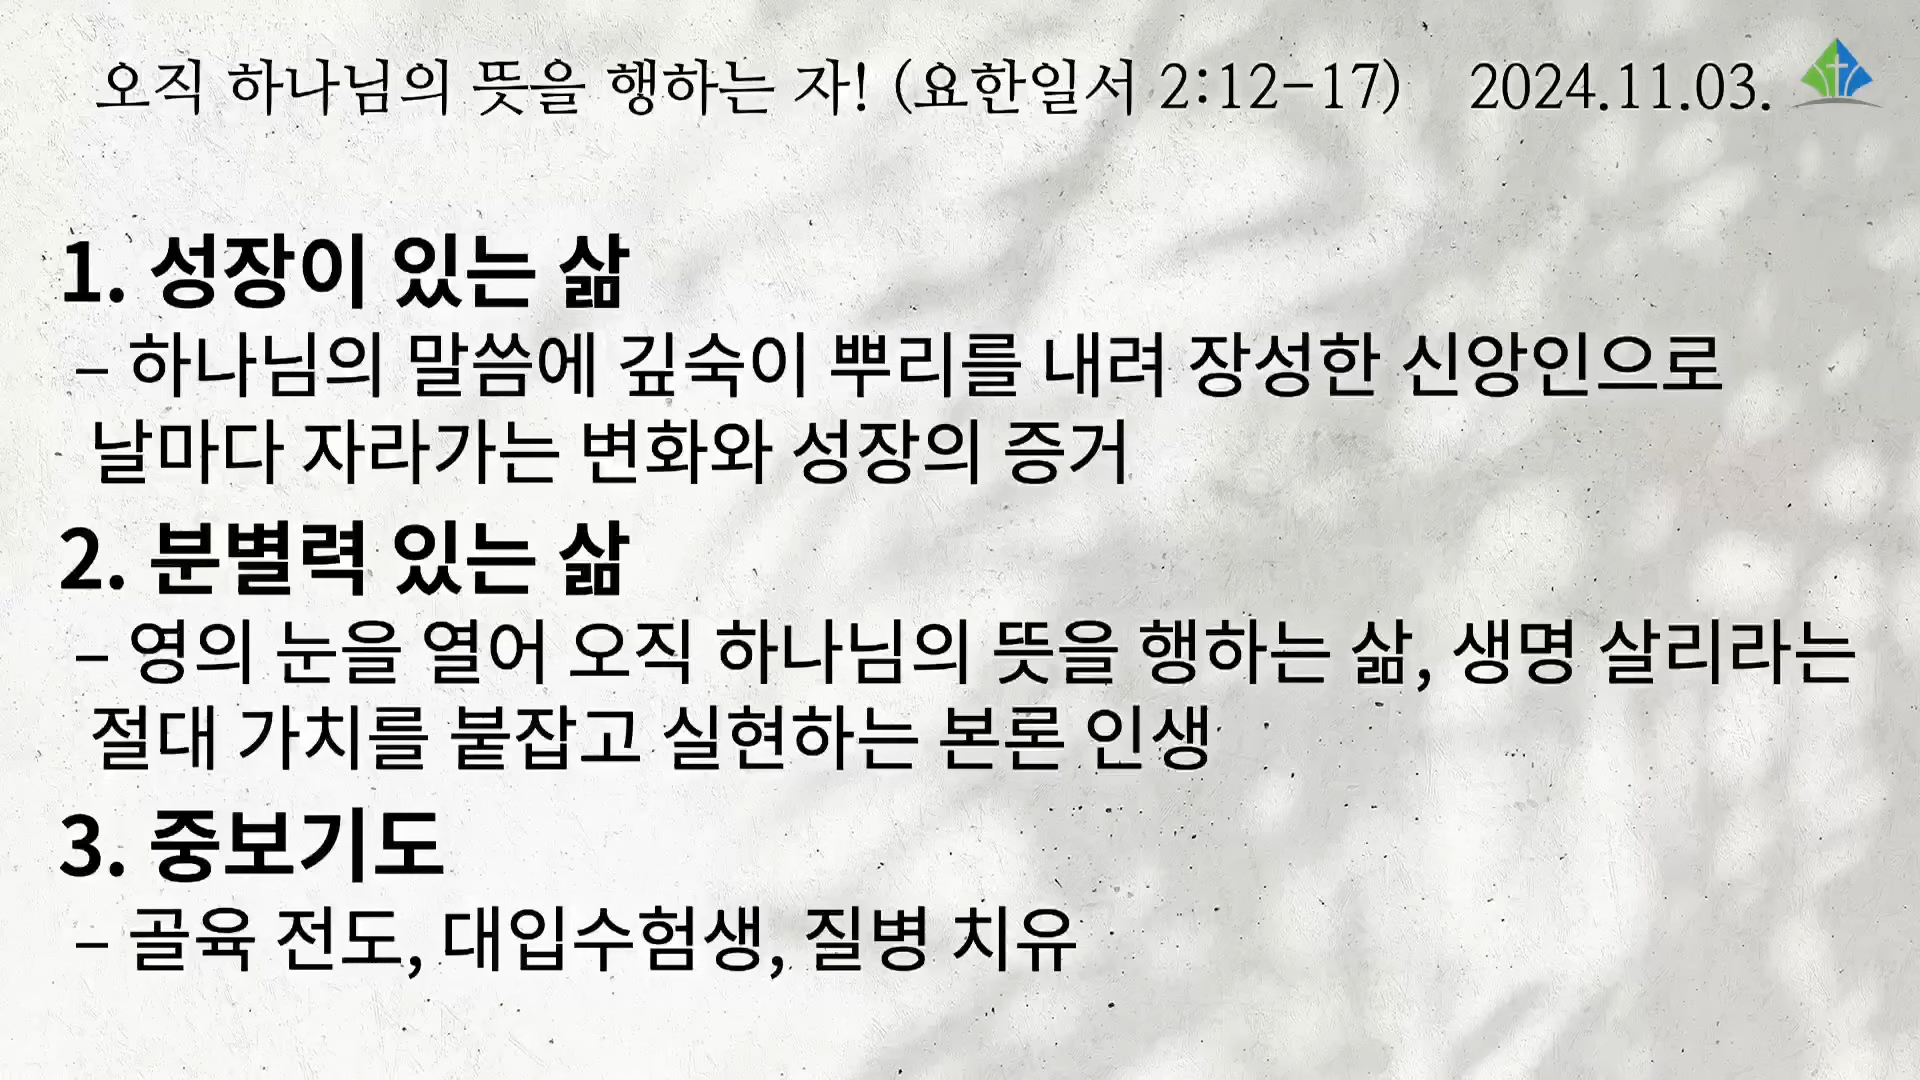 오직 하나님의 뜻을 행하는 자! (요한일서 2:12-17) 2024.11.03.
1. 성장이 있는 삶
- 하나님의 말씀에 깊숙이 뿌리를 내려 장성한 신앙인으로
날마다 자라가는 변화와 성장의 증거
2. 분별력 있는 삶
- 영의 눈을 열어 오직 하나님의 뜻을 행하는 삶, 생명 살리라는
절대 가치를 붙잡고 실현하는 본론 인생
3. 중보기도
- 골육 전도, 대입수험생, 질병 치유